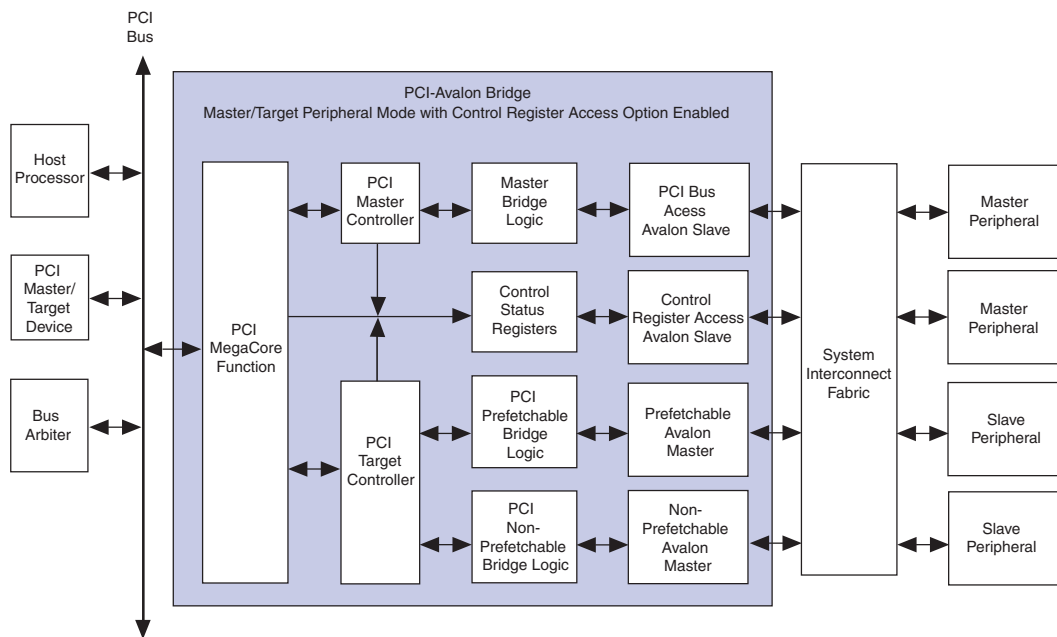 PCI
Bus
PCI-Avalon Bridge
Master/Target Peripheral Mode with Control Register Access Option Enabled
Host
Processor
PCI
Master/
Target
Device
Bus
Arbiter
PCI
MegaCore
Function
PCI
Master
Controller
Master
Bridge
Logic
PCI Bus
Acess
Avalon Slave
Control
Status
Registers
Control
Register Access
Avalon Slave
PCI
Target
Controller
PCI
Prefetchable
Bridge
Logic
Prefetchable
Avalon
Master
PCI
Non-
Prefetchable
Bridge Logic
Non-
Prefetchable
Avalon
Master
System
Interconnect
Fabric
Master
Peripheral
Master
Peripheral
Slave
Peripheral
Slave
Peripheral